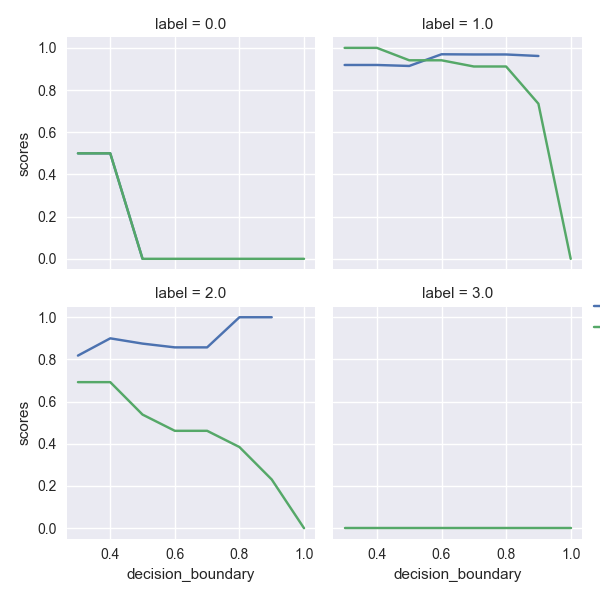 label = 0.0
label = 1.0
scores
1.0
0.8
0.6
0.4
0.2
0.0
label = 2.0
label = 3.0
scores
1.0
0.8
0.6
0.4
0.2
0.0
0.4 0.6 0.8 1.0
0.4 0.6 0.8 1.0
decision_boundary
decision_boundary